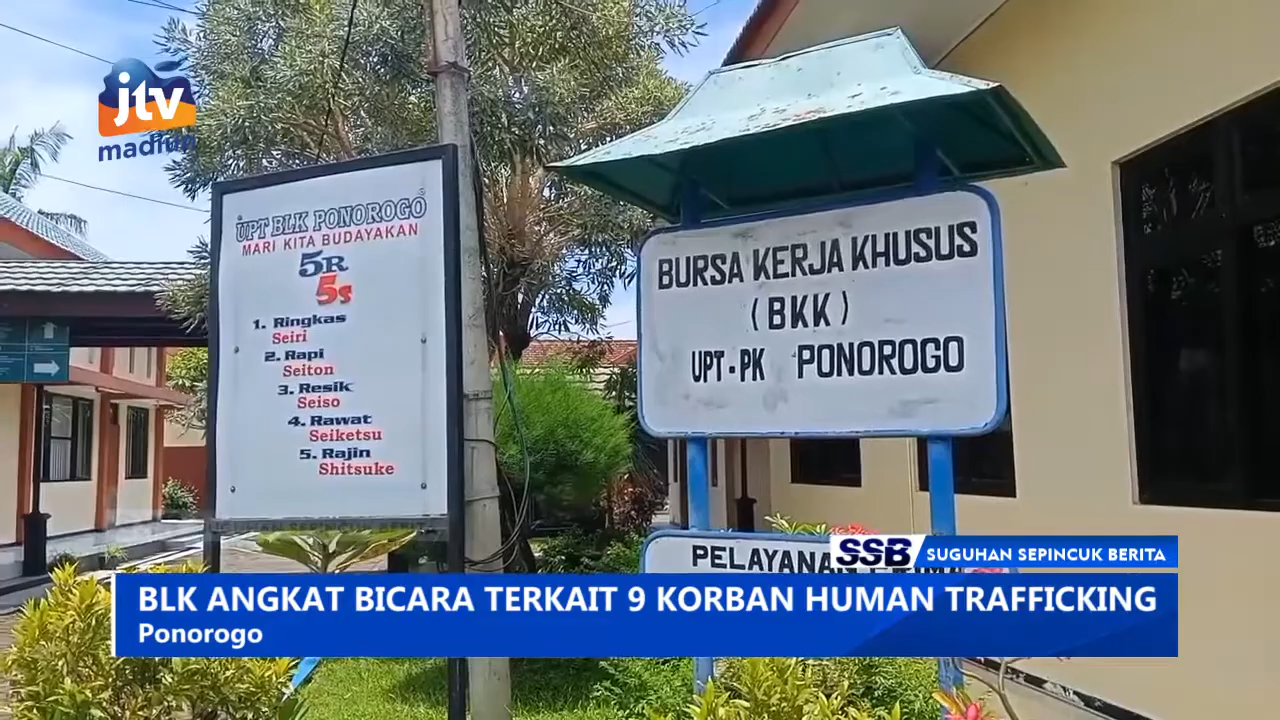 jtv
madiun
UPT BLK PONOROGO
MARI KITA BUDAYAKAN
5R
5s
1. Ringkas
Seiri
2. Rapi
Seiton
3. Resik
Seiso
4. Rawat
Seiketsu
5. Rajin
Shitsuke
BURSA KERJA KHUSUS
(BKK)
UPT-PK PONOROGO
PELAYANAN
SSB
SUGUHAN SEPINCUK BERITA
BLK ANGKAT BICARA TERKAIT 9 KORBAN HUMAN TRAFFICKING
Ponorogo